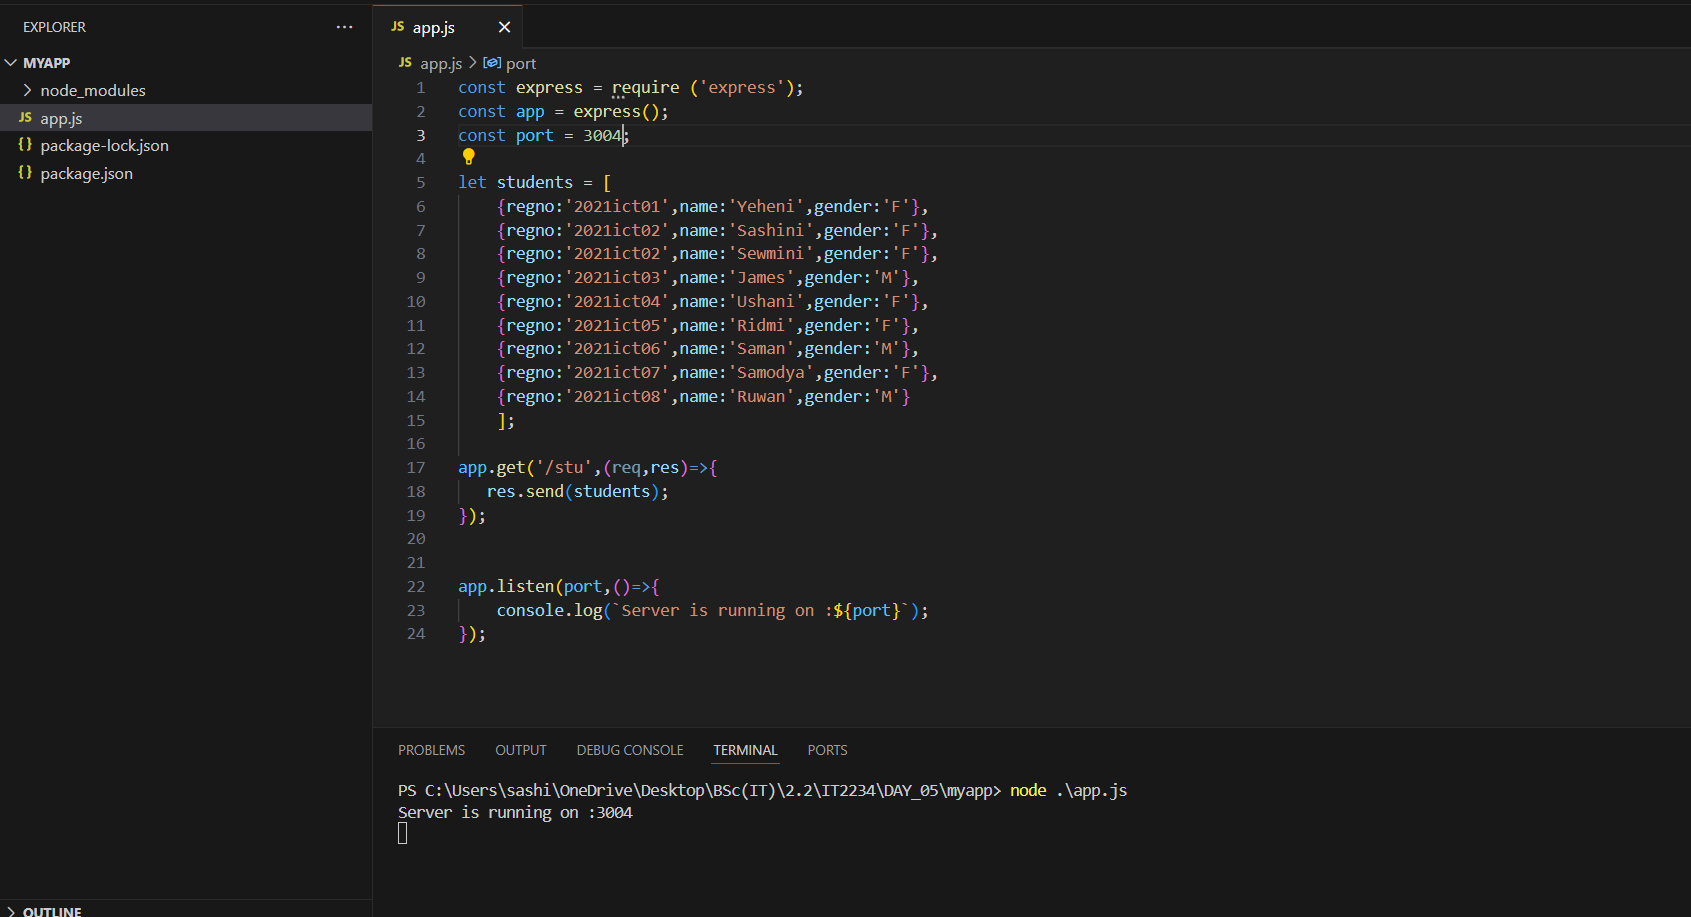 EXPLORER
MYAPP
node_modules
JS app.js
{} package-lock.json
{} package.json
OUTLINE
JS app.js
JS app.js > port
1 const express = require ('express');
2 const app = express();
3 const port = 3004;
4
5 let students = [
6 {regno:'2021ict01',name:'Yeheni',gender:'F'},
7 {regno:'2021ict02',name:'Sashini',gender:'F'},
8 {regno:'2021ict02',name:'Sewmini',gender:'F'},
9 {regno:'2021ict03',name:'James',gender:'M'},
10 {regno:'2021ict04',name:'Ushani',gender:'F'},
11 {regno:'2021ict05',name:'Ridmi',gender:'F'},
12 {regno:'2021ict06',name:'Saman',gender:'M'},
13 {regno:'2021ict07',name:'Samodya',gender:'F'},
14 {regno:'2021ict08',name:'Ruwan',gender:'M'}
15 ];
16
17 app.get('/stu',(req,res)=>{
18 res.send(students);
19 });
20
21
22 app.listen(port,()=>{
23 console.log(`Server is running on :${port}`);
24 });
PROBLEMS OUTPUT DEBUG CONSOLE TERMINAL PORTS
PS C:\Users\sashi\OneDrive\Desktop\BSc(IT)\2.2\IT2234\DAY_05\myapp> node .\app.js
Server is running on :3004